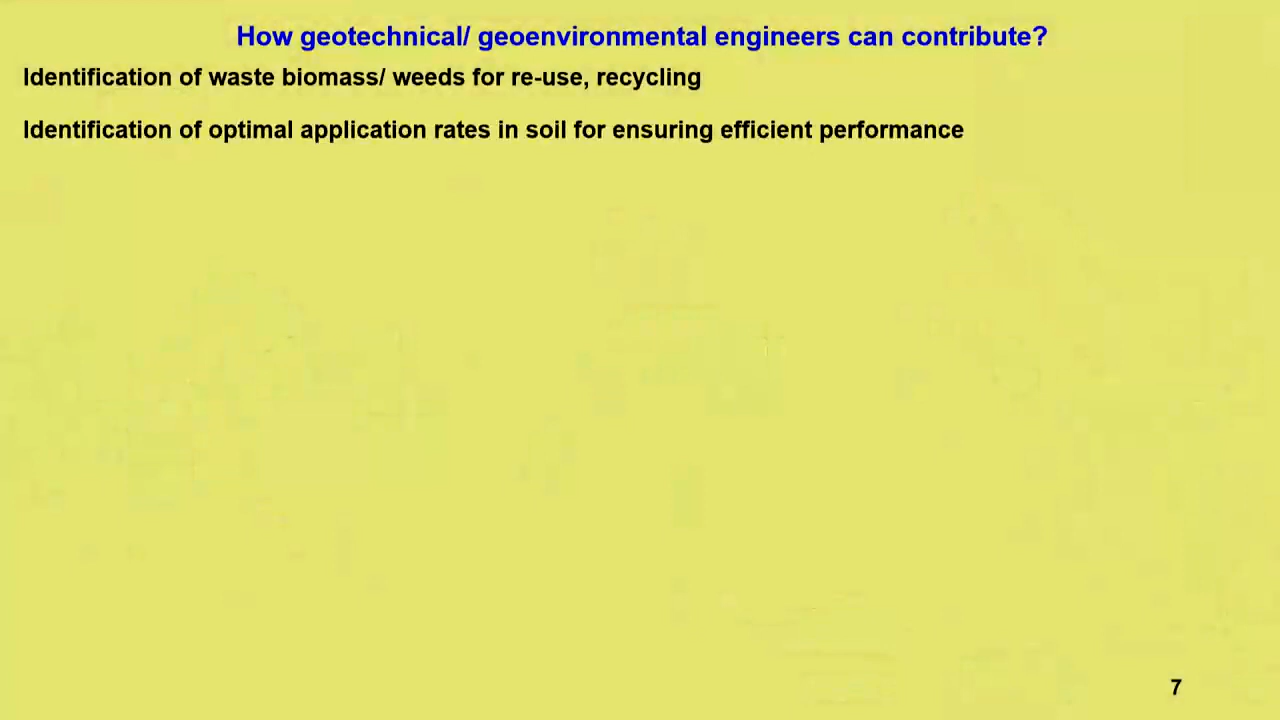 How geotechnical/ geoenvironmental engineers can contribute?
Identification of waste biomass/ weeds for re-use, recycling
Identification of optimal application rates in soil for ensuring efficient performance
7